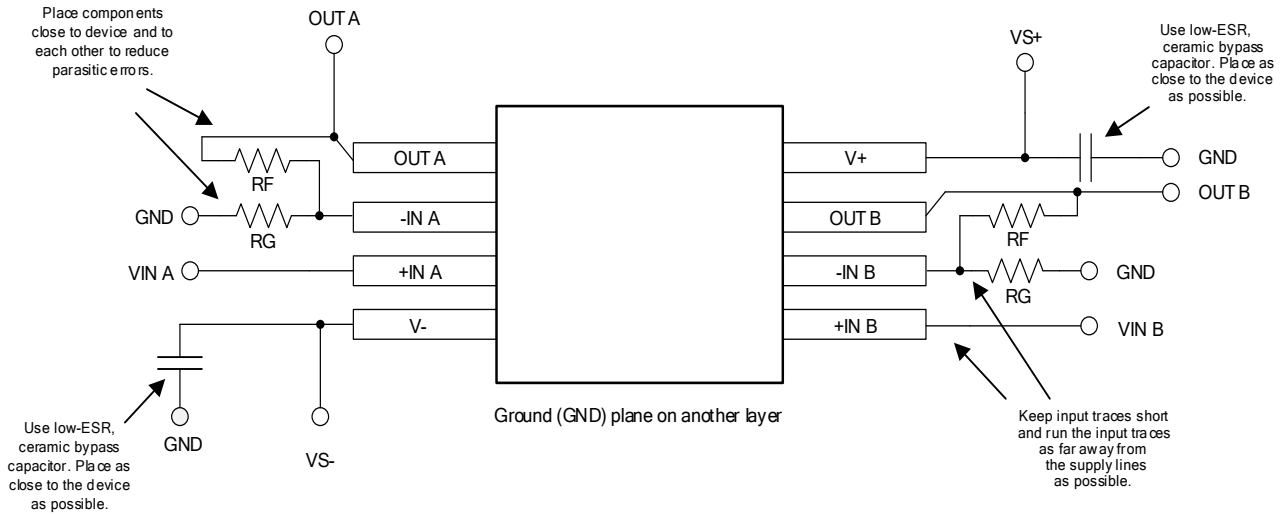 Place components
close to device and to
each other to reduce
parasitic errors.
OUT A
VS+
Use low-ESR,
ceramic bypass
capacitor. Place as
close to the device
as possible.
OUT A
V+
GND
RF
OUT B
GND
-IN A
OUT B
RG
RF
VIN A
+IN A
-IN B
GND
RG
V-
+IN B
VIN B
Ground (GND) plane on another layer
Use low-ESR,
ceramic bypass
capacitor. Place as
close to the device
as possible.
GND
VS-
Keep input traces short
and run the input traces
as far away from
the supply lines
as possible.